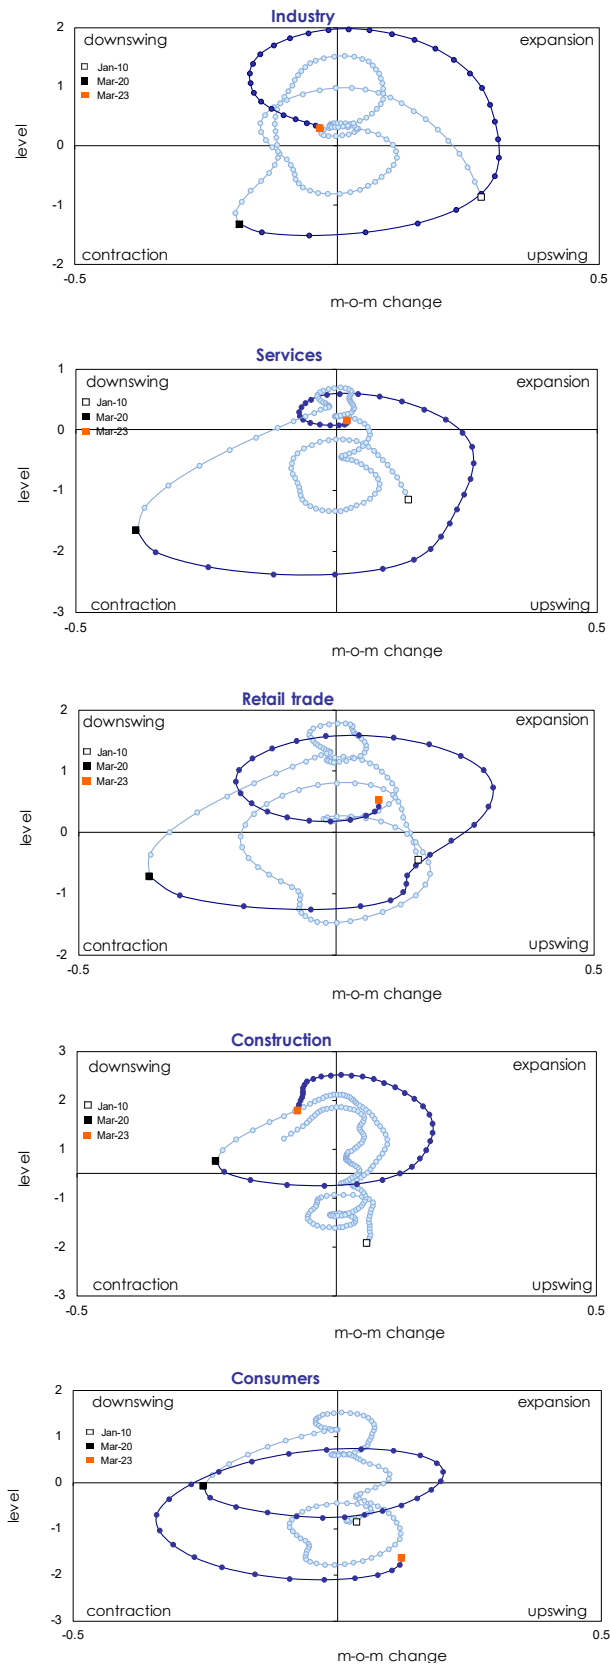 Industry
2
downswing
expansion
Jan-10
Mar-20
Mar-23
1
level
0
-1
contraction
upswing
-2
-0.5
0.5
m-o-m change
Services
1
downswing
expansion
Jan-10
Mar-20
0
Mar-23
level
-1
-2
contraction
upswing
-3
-0.5
0.5
m-o-m change
Retail trade
2
downswing
expansion
Jan-10
Mar-20
1
Mar-23
level
0
-1
contraction
upswing
-2
-0.5
0.5
m-o-m change
Construction
3
downswing
expansion
2
Jan-10
Mar-20
Mar-23
1
level
-1
-2
contraction
upswing
-3
-0.5
0.5
m-o-m change
Consumers
2
downswing
expansion
Jan-10
Mar-20
1
Mar-23
0
level
-1
-2
contraction
upswing
-3
-0.5
0.5
m-o-m change